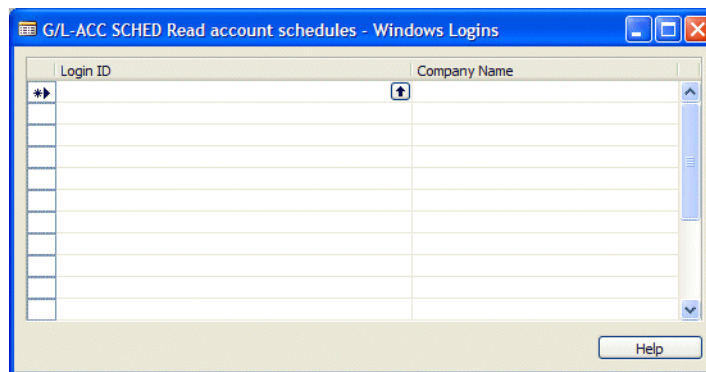 G/L-ACC SCHED Read account schedules - Windows Logins
Login ID Company Name
Help